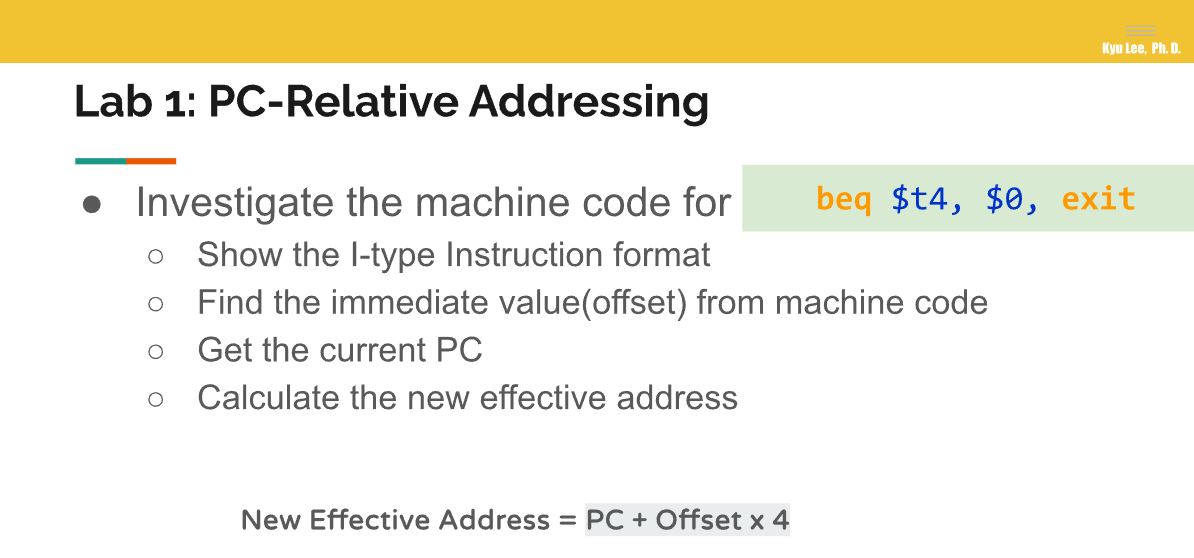 Kyu Lee, Ph. D.
Lab 1: PC-Relative Addressing
● Investigate the machine code for beq $t4, $0, exit
○ Show the I-type Instruction format
○ Find the immediate value(offset) from machine code
○ Get the current PC
○ Calculate the new effective address
New Effective Address = PC + Offset x 4